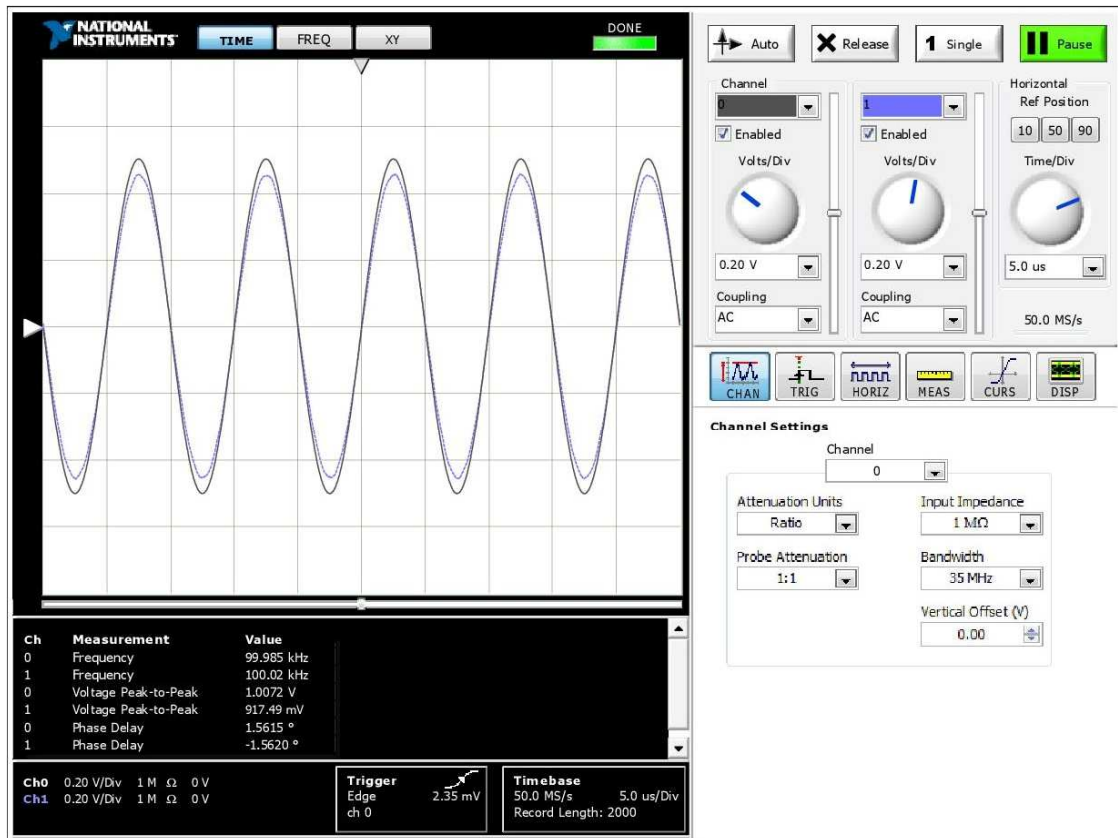 NATIONAL
INSTRUMENTS
TIME FREQ XY
DONE
Auto Release 1 Single Pause
Channel
0
Enabled
Volts/Div
0.20 V
Coupling
AC
1
Enabled
Volts/Div
0.20 V
Coupling
AC
Horizontal
Ref Position
10 50 90
Time/Div
5.0 us
50.0 MS/s
CHAN TRIG HORIZ MEAS CURS DISP
Channel Settings
Channel
0
Attenuation Units
Ratio
Input Impedance
1 MΩ
Probe Attenuation
1:1
Bandwidth
35 MHz
Vertical Offset (V)
0.00
Ch Measurement Value
0 Frequency 99.985 kHz
1 Frequency 100.02 kHz
0 Voltage Peak-to-Peak 1.0072 V
1 Voltage Peak-to-Peak 917.49 mV
0 Phase Delay 1.5615 °
1 Phase Delay -1.5620 °
Ch0 0.20 V/Div 1 M Ω 0 V
Ch1 0.20 V/Div 1 M Ω 0 V
Trigger
Edge 2.35 mV
ch 0
Timebase
50.0 MS/s 5.0 us/Div
Record Length: 2000